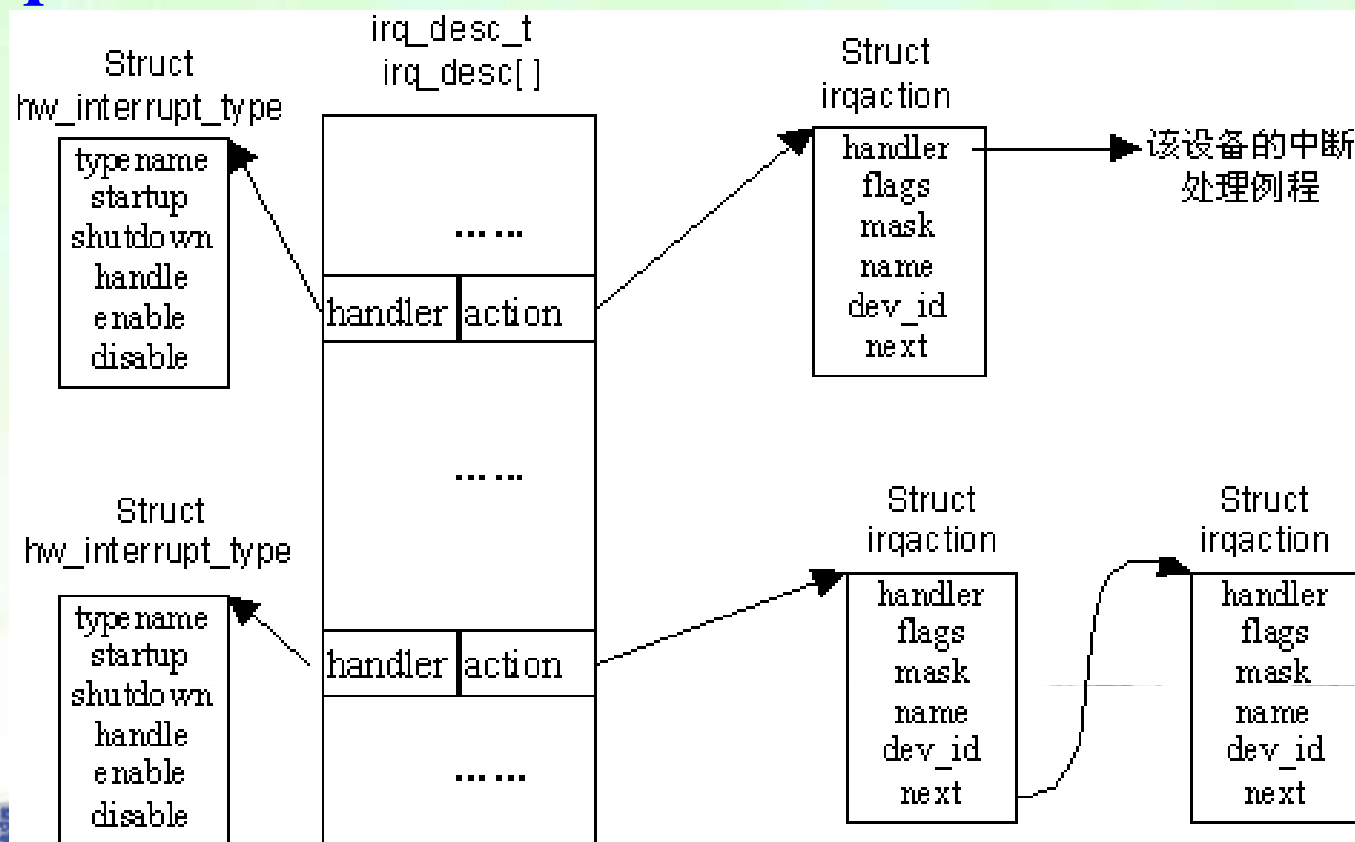 irq_desc_t
irq_desc[ ]
Struct
hw_interrupt_type
typename
startup
shutdown
handle
enable
disable
……
handler action
……
Struct
irqaction
handler
flags
mask
name
dev_id
next
该设备的中断
处理例程
Struct
hw_interrupt_type
typename
startup
shutdown
handle
enable
disable
handler action
……
Struct
irqaction
handler
flags
mask
name
dev_id
next
Struct
irqaction
handler
flags
mask
name
dev_id
next